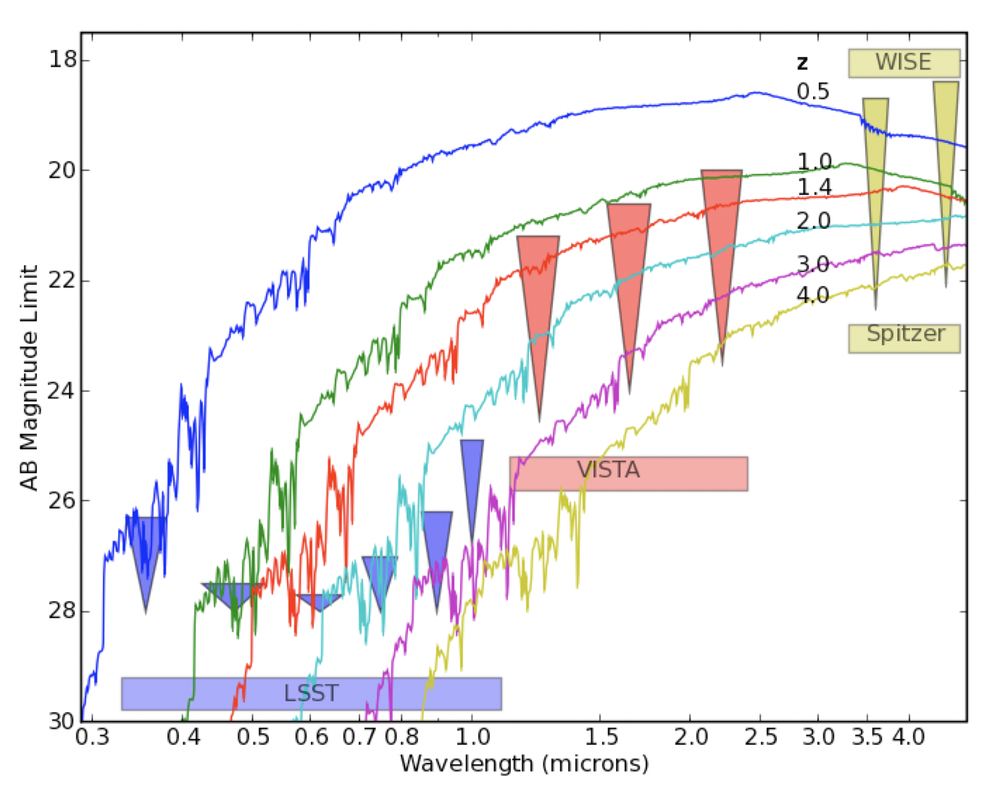 18
20
22
24
26
28
30
AB Magnitude Limit
z
0.5
1.0
1.4
2.0
3.0
4.0
WISE
Spitzer
VISTA
LSST
0.3 0.4 0.5 0.6 0.7 0.8 1.0 1.5 2.0 2.5 3.0 3.5 4.0
Wavelength (microns)